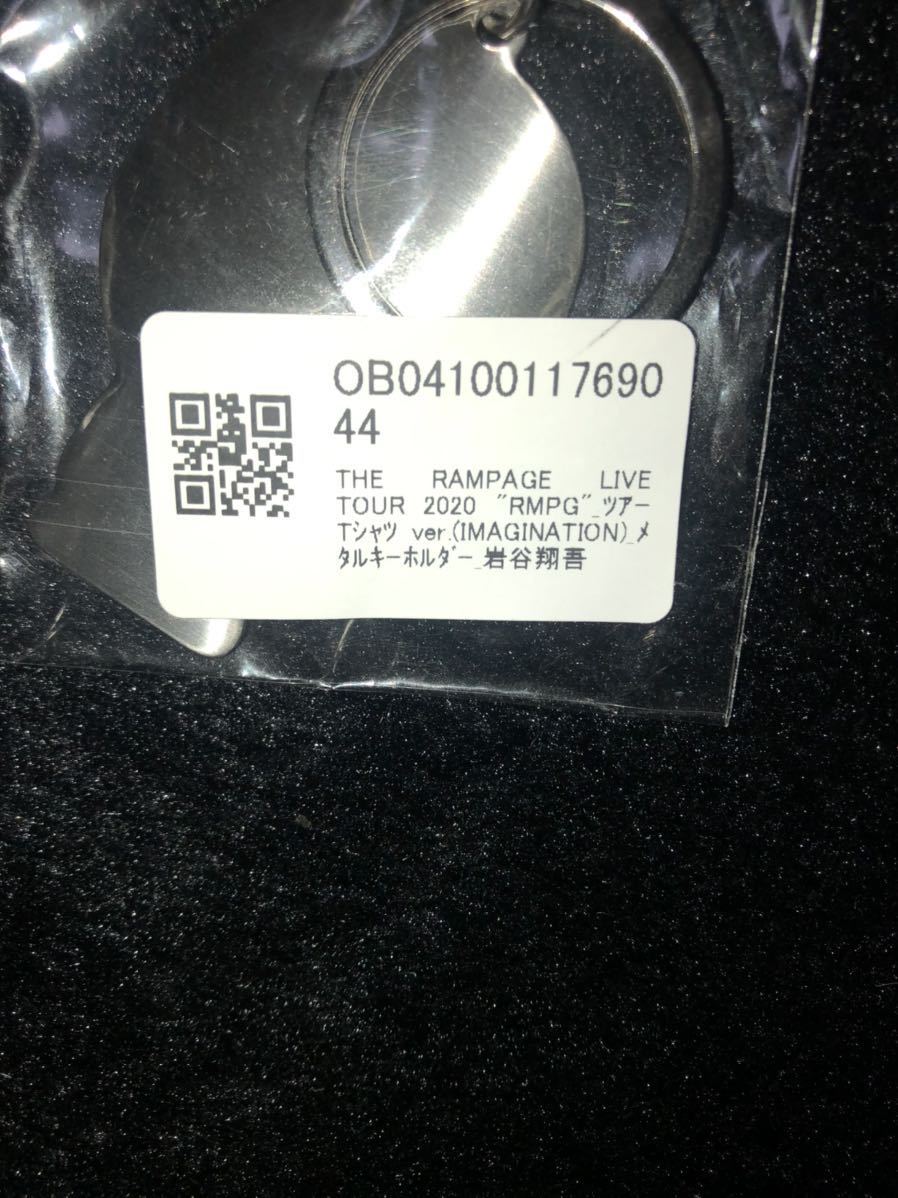 OB04100117690
44
THE RAMPAGE LIVE
TOUR 2020 "RMPG"_ツアー
Tシャツ ver.(IMAGINATION)_メ
タルキーホルダー_岩谷翔吾